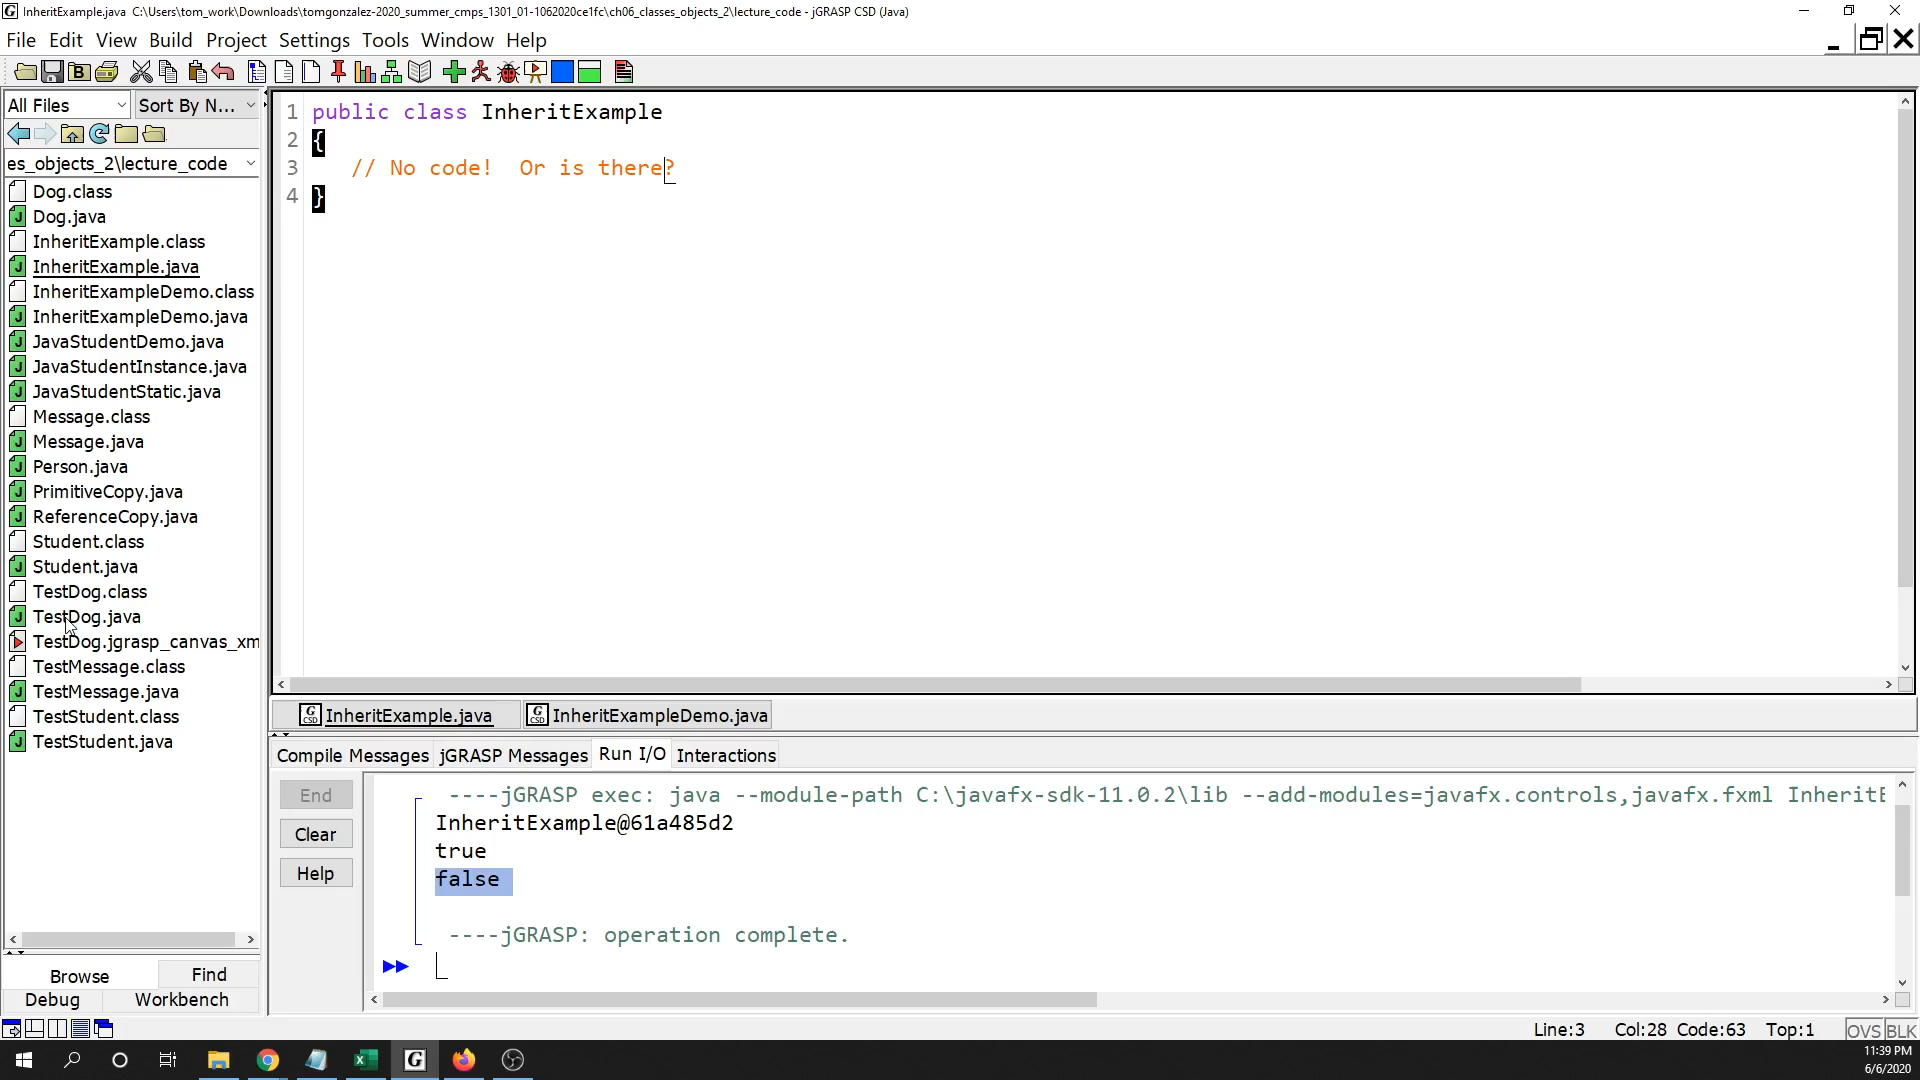 InheritExample.java  C:\Users\tom_work\Downloads\tomgonzalez-2020_summer_cmps_1301_01-1062020ce1fc\ch06_classes_objects_2\lecture_code - jGRASP CSD (Java)
File Edit View Build Project Settings Tools Window Help
All Files Sort By N...
es_objects_2\lecture_code
Dog.class
Dog.java
InheritExample.class
InheritExample.java
InheritExampleDemo.class
InheritExampleDemo.java
JavaStudentDemo.java
JavaStudentInstance.java
JavaStudentStatic.java
Message.class
Message.java
Person.java
PrimitiveCopy.java
ReferenceCopy.java
Student.class
Student.java
TestDog.class
TestDog.java
TestDog.jgrasp_canvas_xm
TestMessage.class
TestMessage.java
TestStudent.class
TestStudent.java
Browse Find
Debug Workbench
1 public class InheritExample
2 {
3 // No code!  Or is there?
4 }
InheritExample.java InheritExampleDemo.java
Compile Messages jGRASP Messages Run I/O Interactions
End
Clear
Help
----jGRASP exec: java --module-path C:\javafx-sdk-11.0.2\lib --add-modules=javafx.controls,javafx.fxml InheritE
InheritExample@61a485d2
true
false
----jGRASP: operation complete.
Line:3 Col:28 Code:63 Top:1 OVS BLK
11:39 PM
6/6/2020